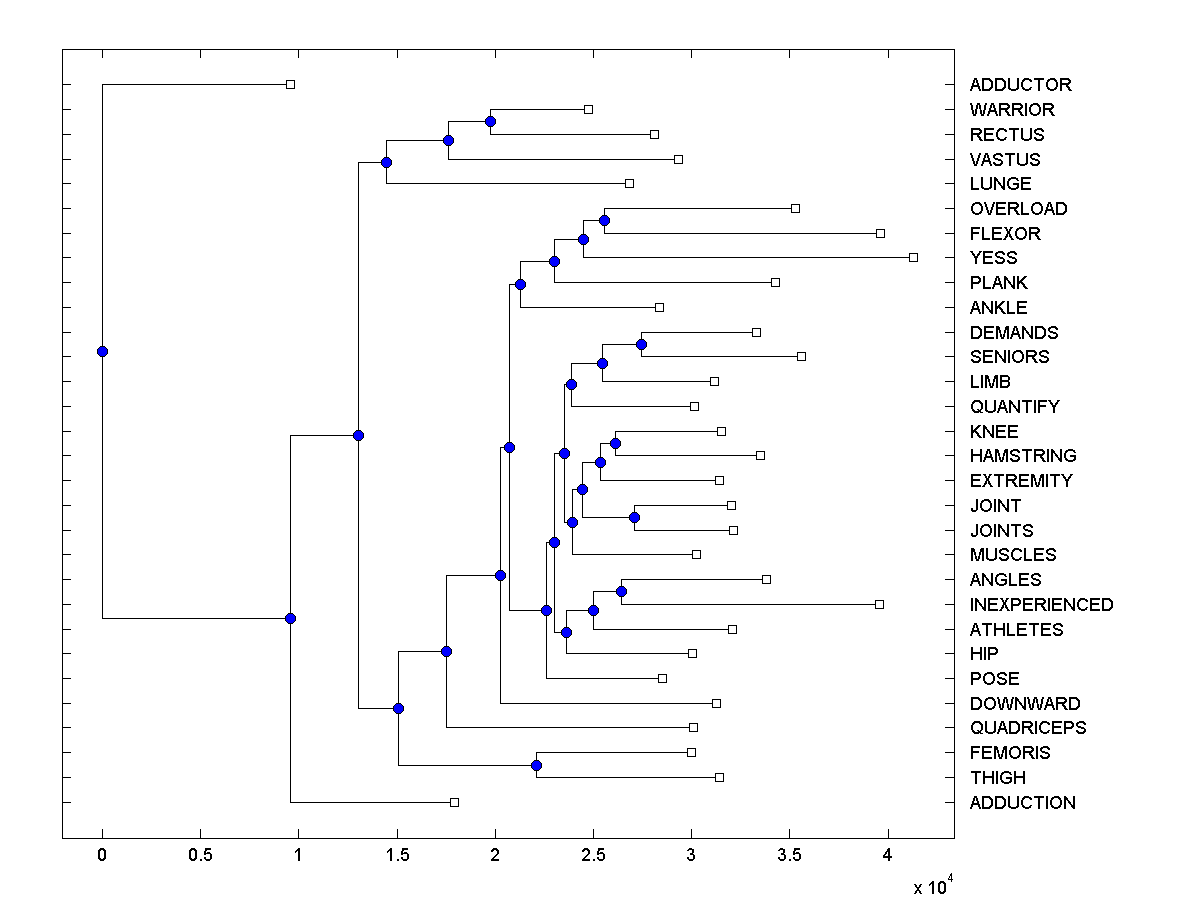 ADDUCTOR
WARRIOR
RECTUS
VASTUS
LUNGE
OVERLOAD
FLEXOR
YESS
PLANK
ANKLE
DEMANDS
SENIORS
LIMB
QUANTIFY
KNEE
HAMSTRING
EXTREMITY
JOINT
JOINTS
MUSCLES
ANGLES
INEXPERIENCED
ATHLETES
HIP
POSE
DOWNWARD
QUADRICEPS
FEMORIS
THIGH
ADDUCTION
0 0.5 1 1.5 2 2.5 3 3.5 4
x 10^4